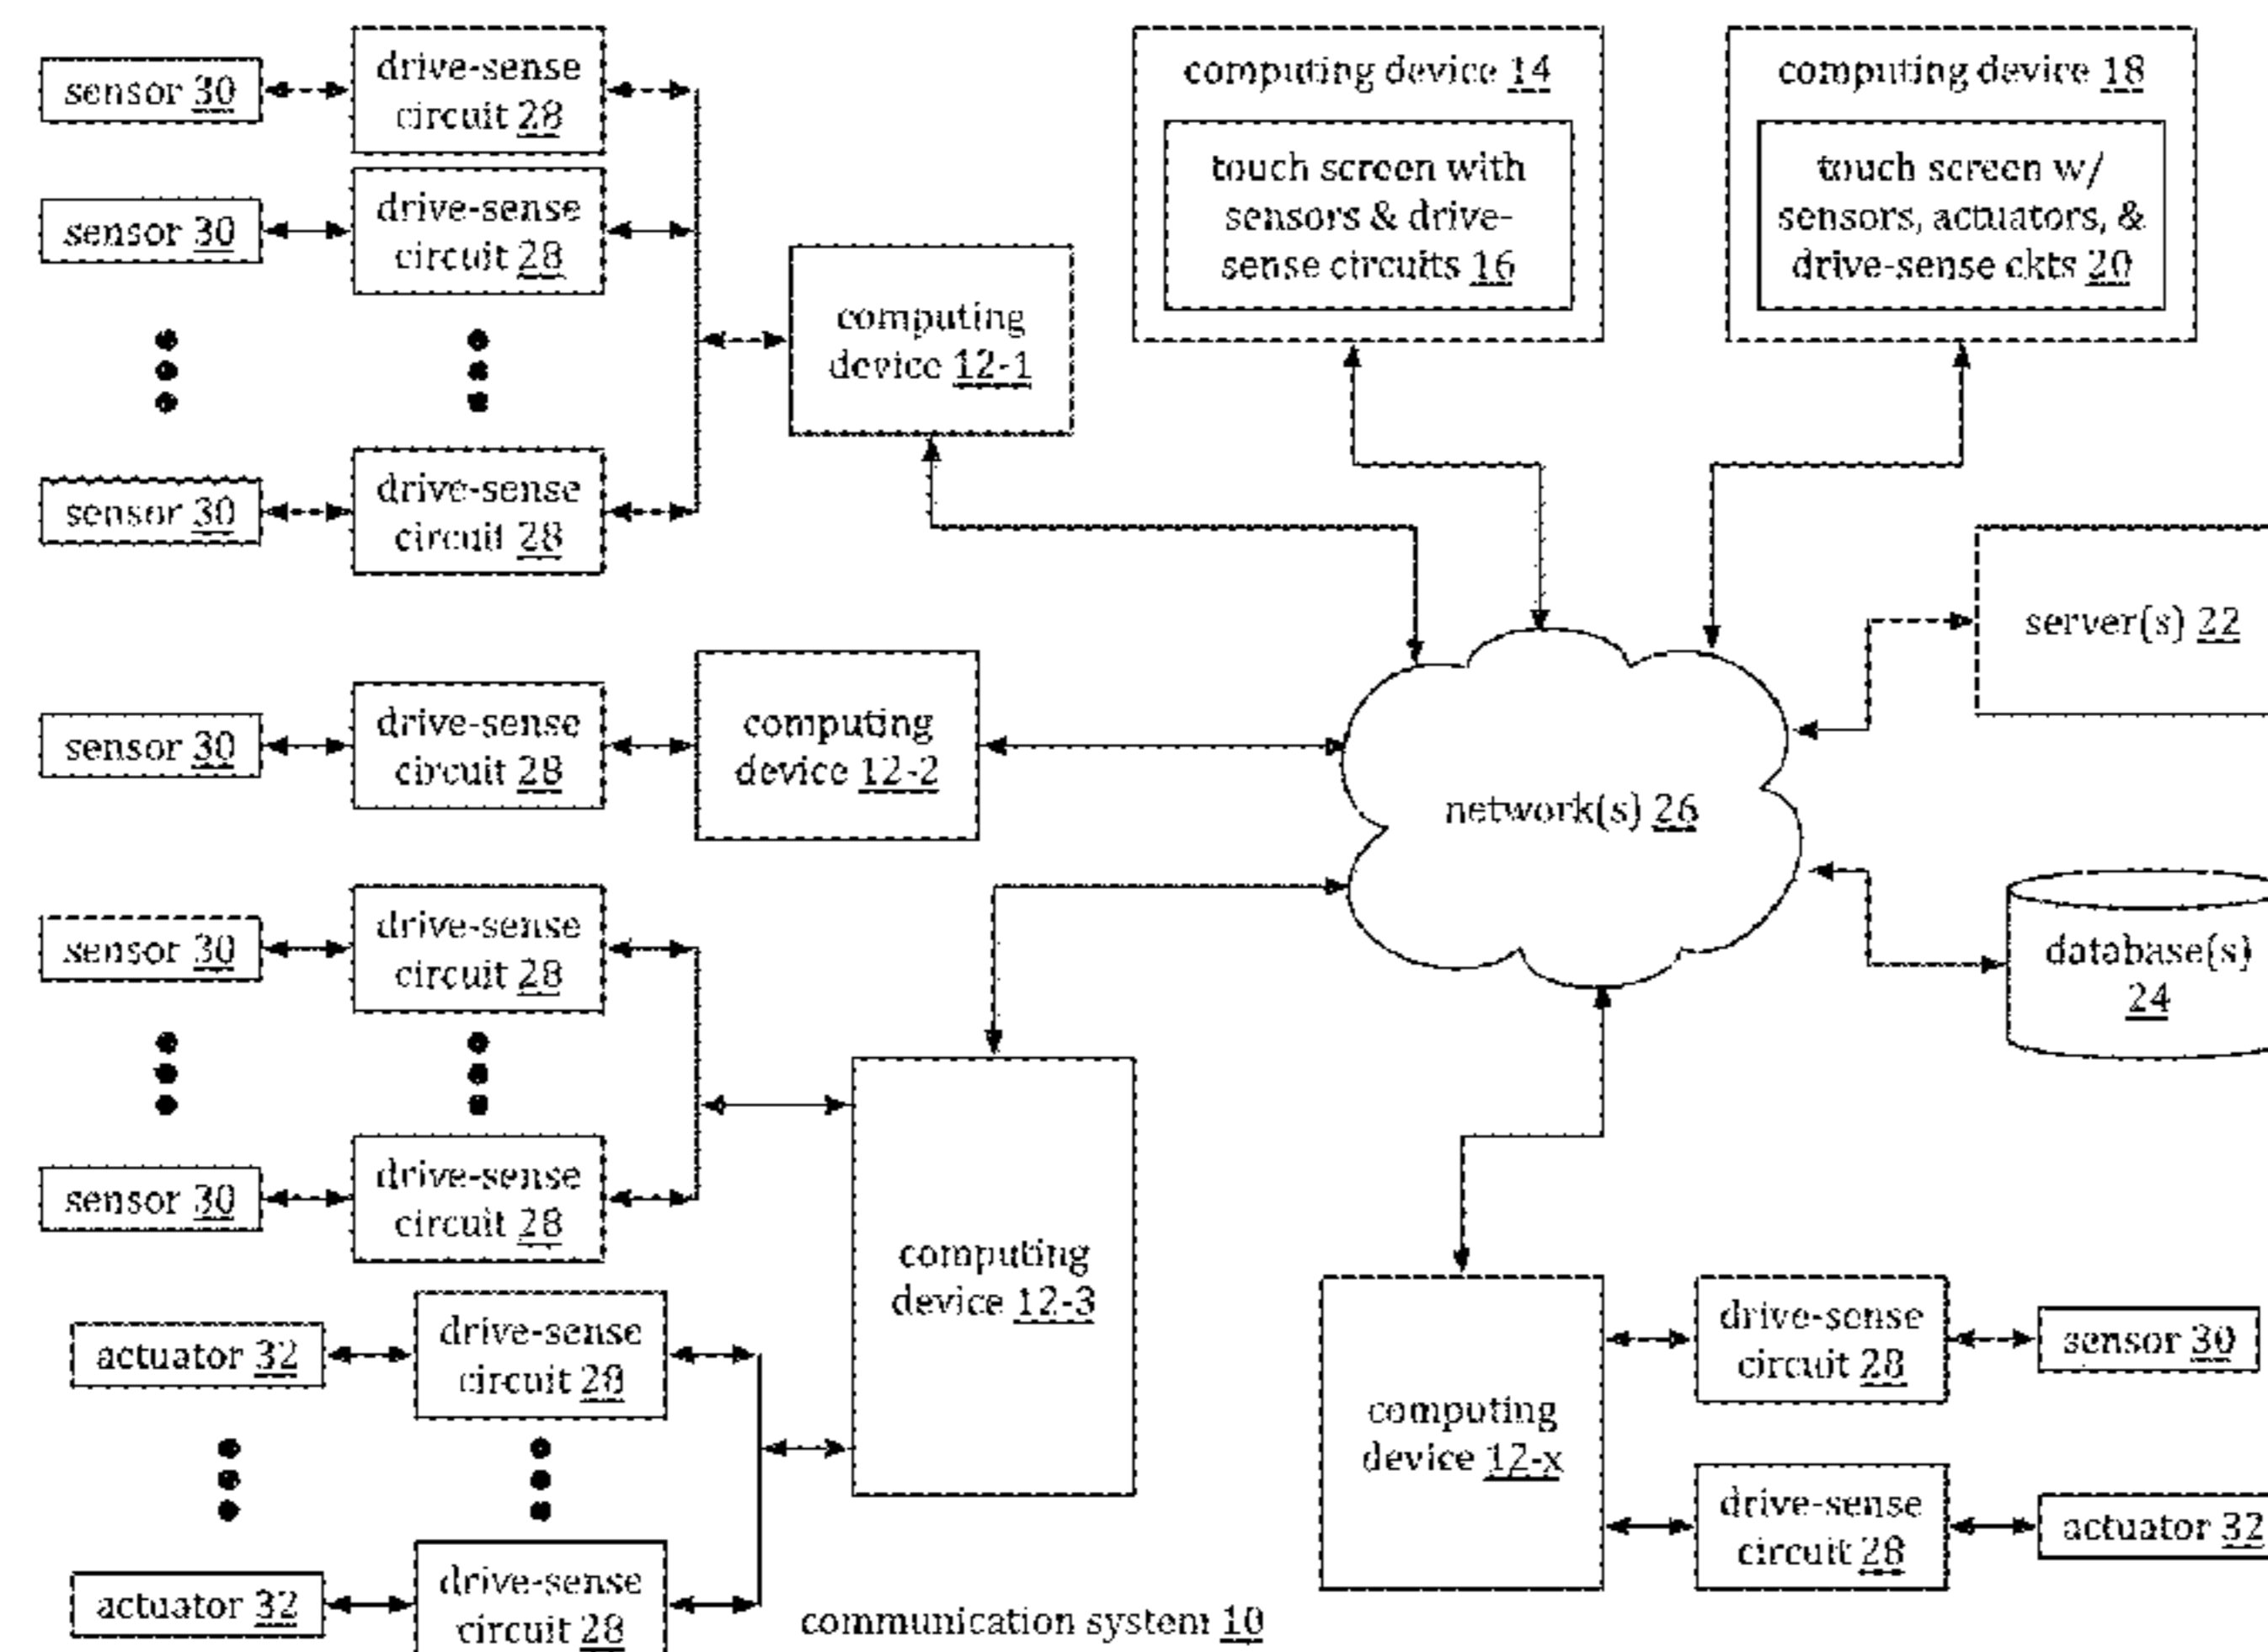 sensor 30
drive-sense
circuit 28
sensor 30
drive-sense
circuit 28
sensor 30
drive-sense
circuit 28
computing
device 12-1
computing device 14
touch screen with
sensors & drive-
sense circuits 16
computing device 18
touch screen w/
sensors, actuators, &
drive-sense ckts 20
server(s) 22
sensor 30
drive-sense
circuit 28
computing
device 12-2
network(s) 26
database(s)
24
sensor 30
drive-sense
circuit 28
sensor 30
drive-sense
circuit 28
computing
device 12-3
actuator 32
drive-sense
circuit 28
actuator 32
drive-sense
circuit 28
computing
device 12-x
drive-sense
circuit 28
sensor 30
drive-sense
circuit 28
actuator 32
communication system 10